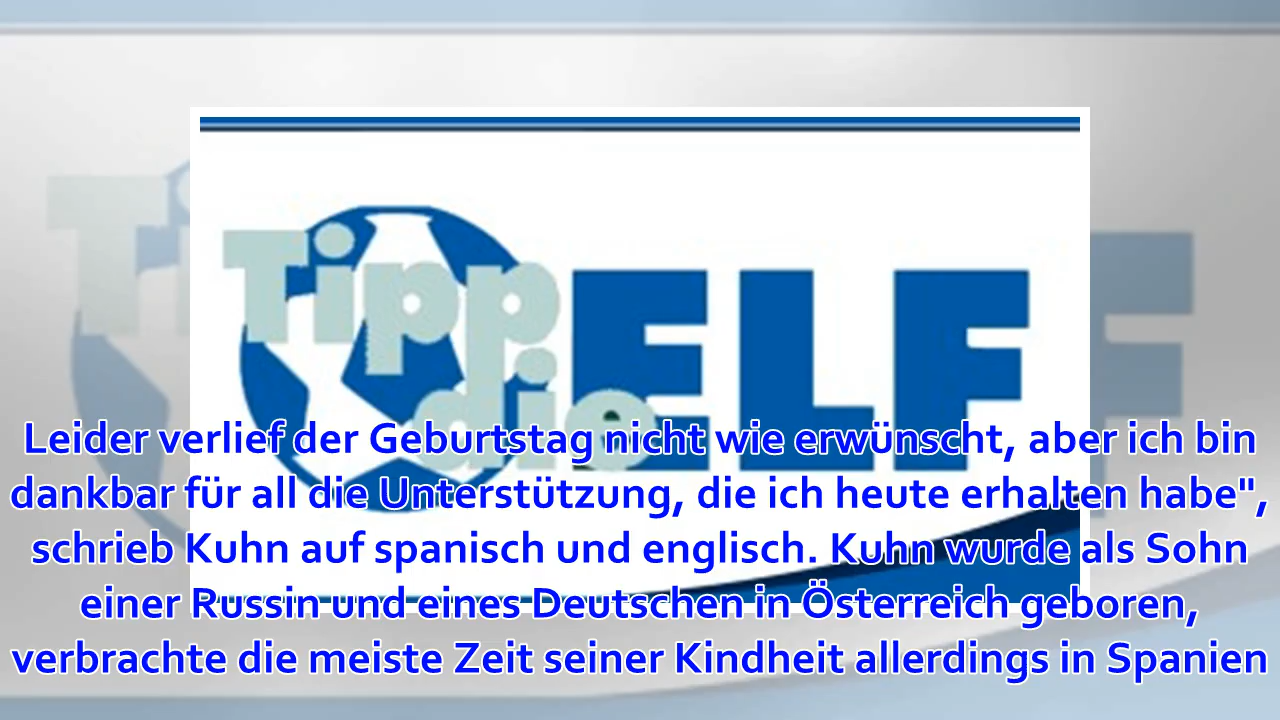 Tipp
die
ELF
Leider verlief der Geburtstag nicht wie erwünscht, aber ich bin
dankbar für all die Unterstützung, die ich heute erhalten habe",
schrieb Kuhn auf spanisch und englisch. Kuhn wurde als Sohn
einer Russin und eines Deutschen in Österreich geboren,
verbrachte die meiste Zeit seiner Kindheit allerdings in Spanien